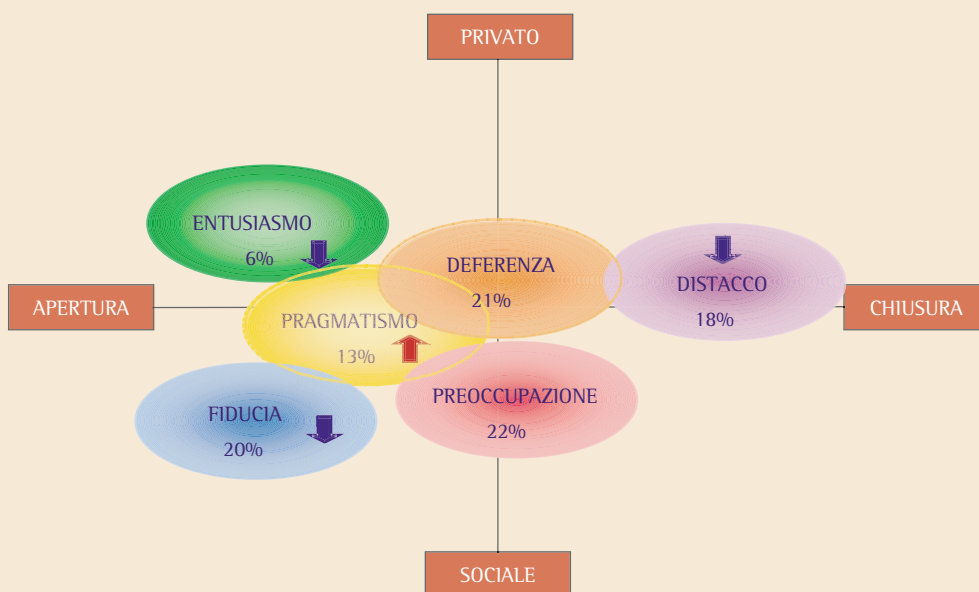 PRIVATO
ENTUSIASMO
6%
DEFERENZA
21%
DISTACCO
18%
APERTURA
PRAGMATISMO
13%
CHIUSURA
FIDUCIA
20%
PREOCCUPAZIONE
22%
SOCIALE